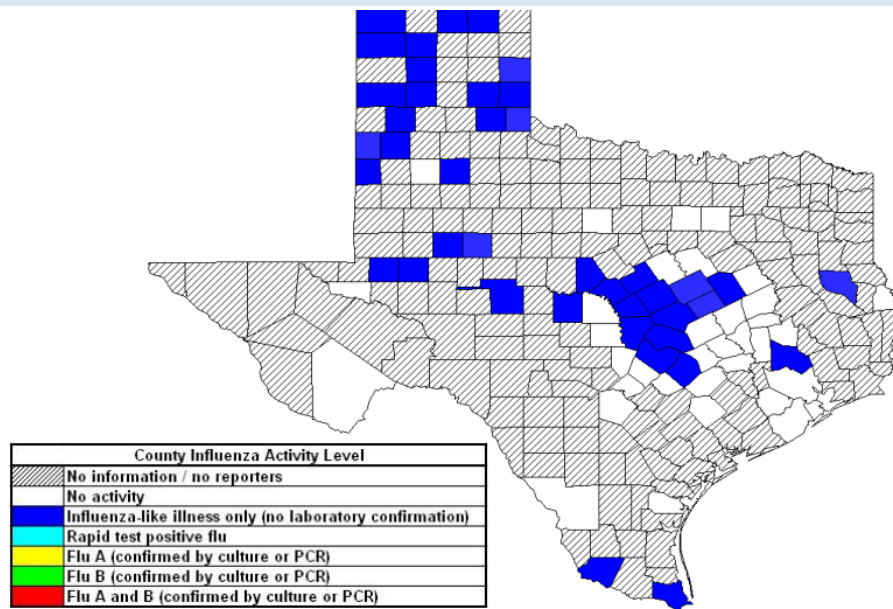 County Influenza Activity Level
No information / no reporters
No activity
Influenza-like illness only (no laboratory confirmation)
Rapid test positive flu
Flu A (confirmed by culture or PCR)
Flu B (confirmed by culture or PCR)
Flu A and B (confirmed by culture or PCR)